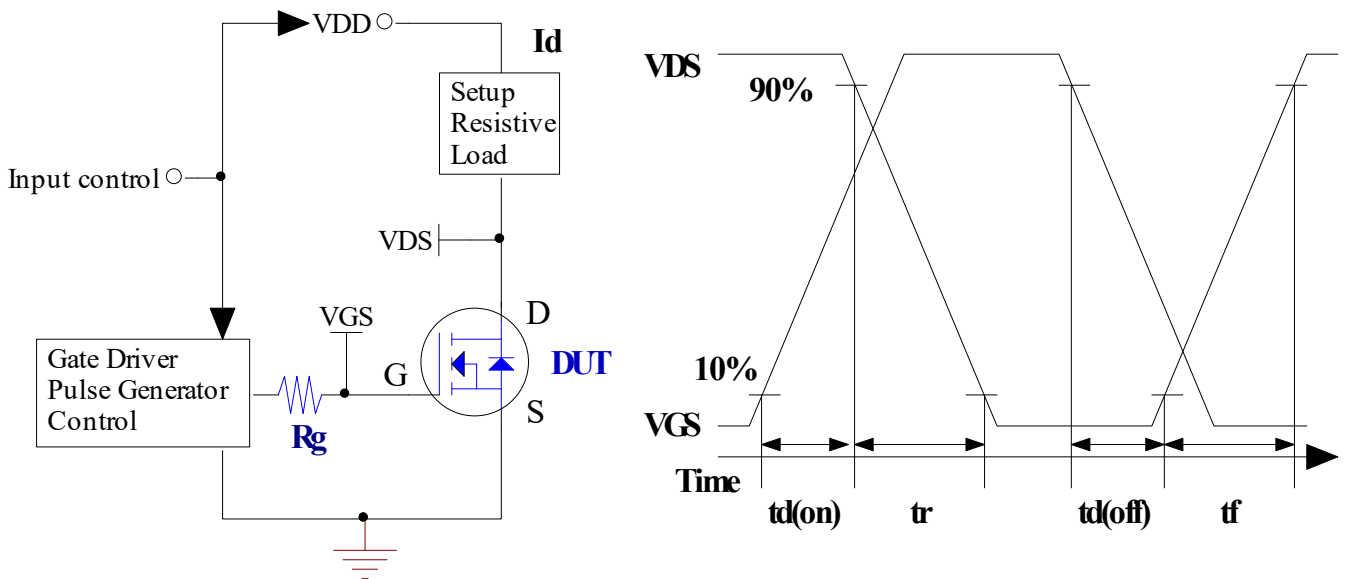 VDD
Id
Setup
Resistive
Load
Input control
VDS
VGS
D
G
S
DUT
Gate Driver
Pulse Generator
Control
Rg
VDS
90%
10%
VGS
Time
td(on)
tr
td(off)
tf